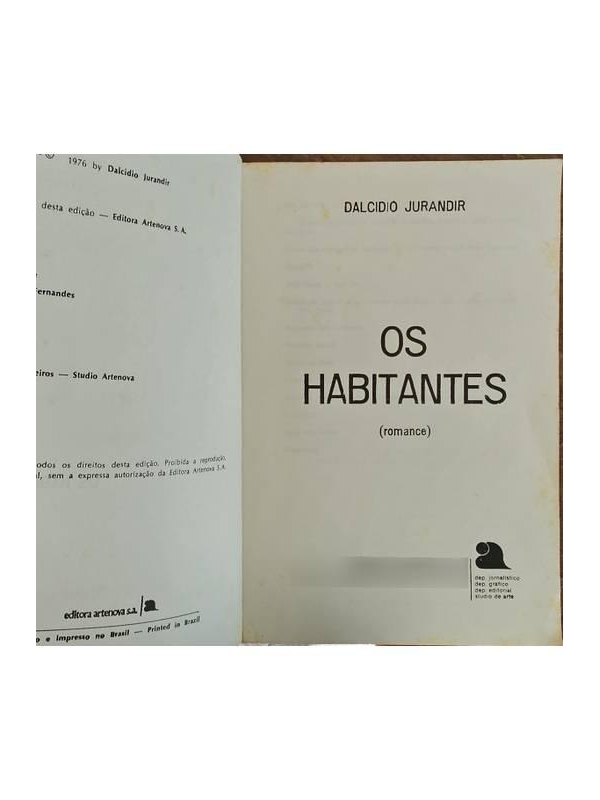 1976 by Dalcidio Jurandir
desta edição — Editora Artenova S.A.
Fernandes
eiros — Studio Artenova
odos os direitos desta edição. Proibida a reprodução,
al, sem a expressa autorização da Editora Artenova S.A.
editora artenova s.a.
o e Impresso no Brasil — Printed in Brazil
DALCIDIO JURANDIR
OS
HABITANTES
(romance)
dep. jornalístico
dep. gráfico
dep. editorial
studio de arte